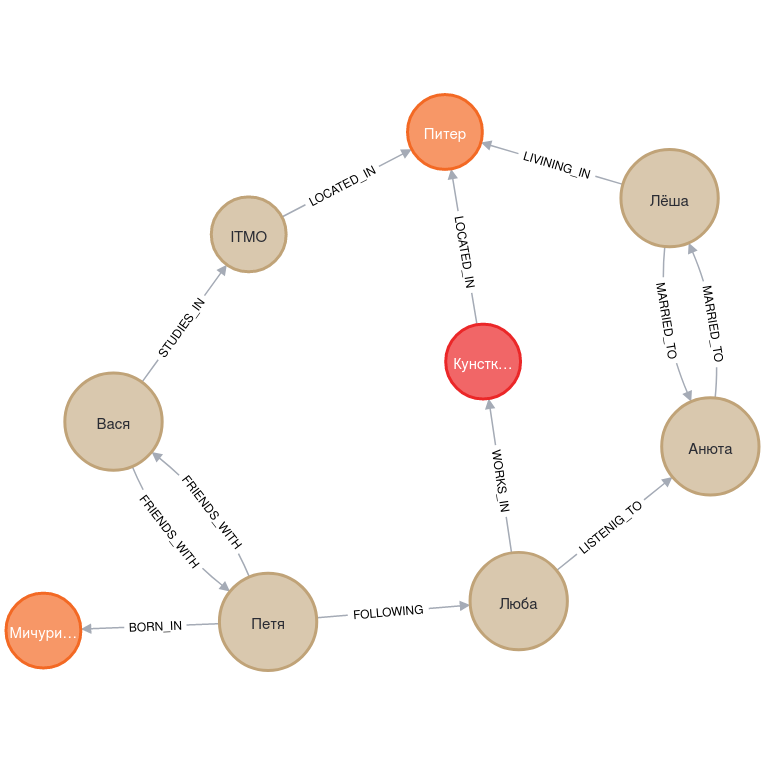 Питер
LIVINING_IN
LOCATED_IN
Лёша
ITMO
LOCATED_IN
MARRIED_TO
MARRIED_TO
STUDIES_IN
Кунстк…
Вася
Анюта
WORKS_IN
FRIENDS_WITH
FRIENDS_WITH
LISTENIG_TO
Люба
FOLLOWING
Петя
BORN_IN
Мичури…